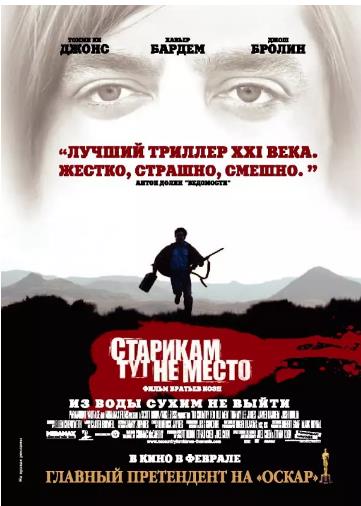 ТОММИ ЛИ
ДЖОНС
ХАВЬЕР
БАРДЕМ
ДЖОШ
БРОЛИН
“ЛУЧШИЙ ТРИЛЛЕР XXI ВЕКА.
ЖЕСТКО, СТРАШНО, СМЕШНО.”
АНТОН ДОЛИН "ВЕДОМОСТИ"
СТАРИКАМ
ТУТ НЕ МЕСТО
ФИЛЬМ БРАТЬЕВ КОЭН
ИЗ ВОДЫ СУХИМ НЕ ВЫЙТИ
MIRAMAX
В КИНО В ФЕВРАЛЕ
ГЛАВНЫЙ ПРЕТЕНДЕНТ НА «ОСКАР»